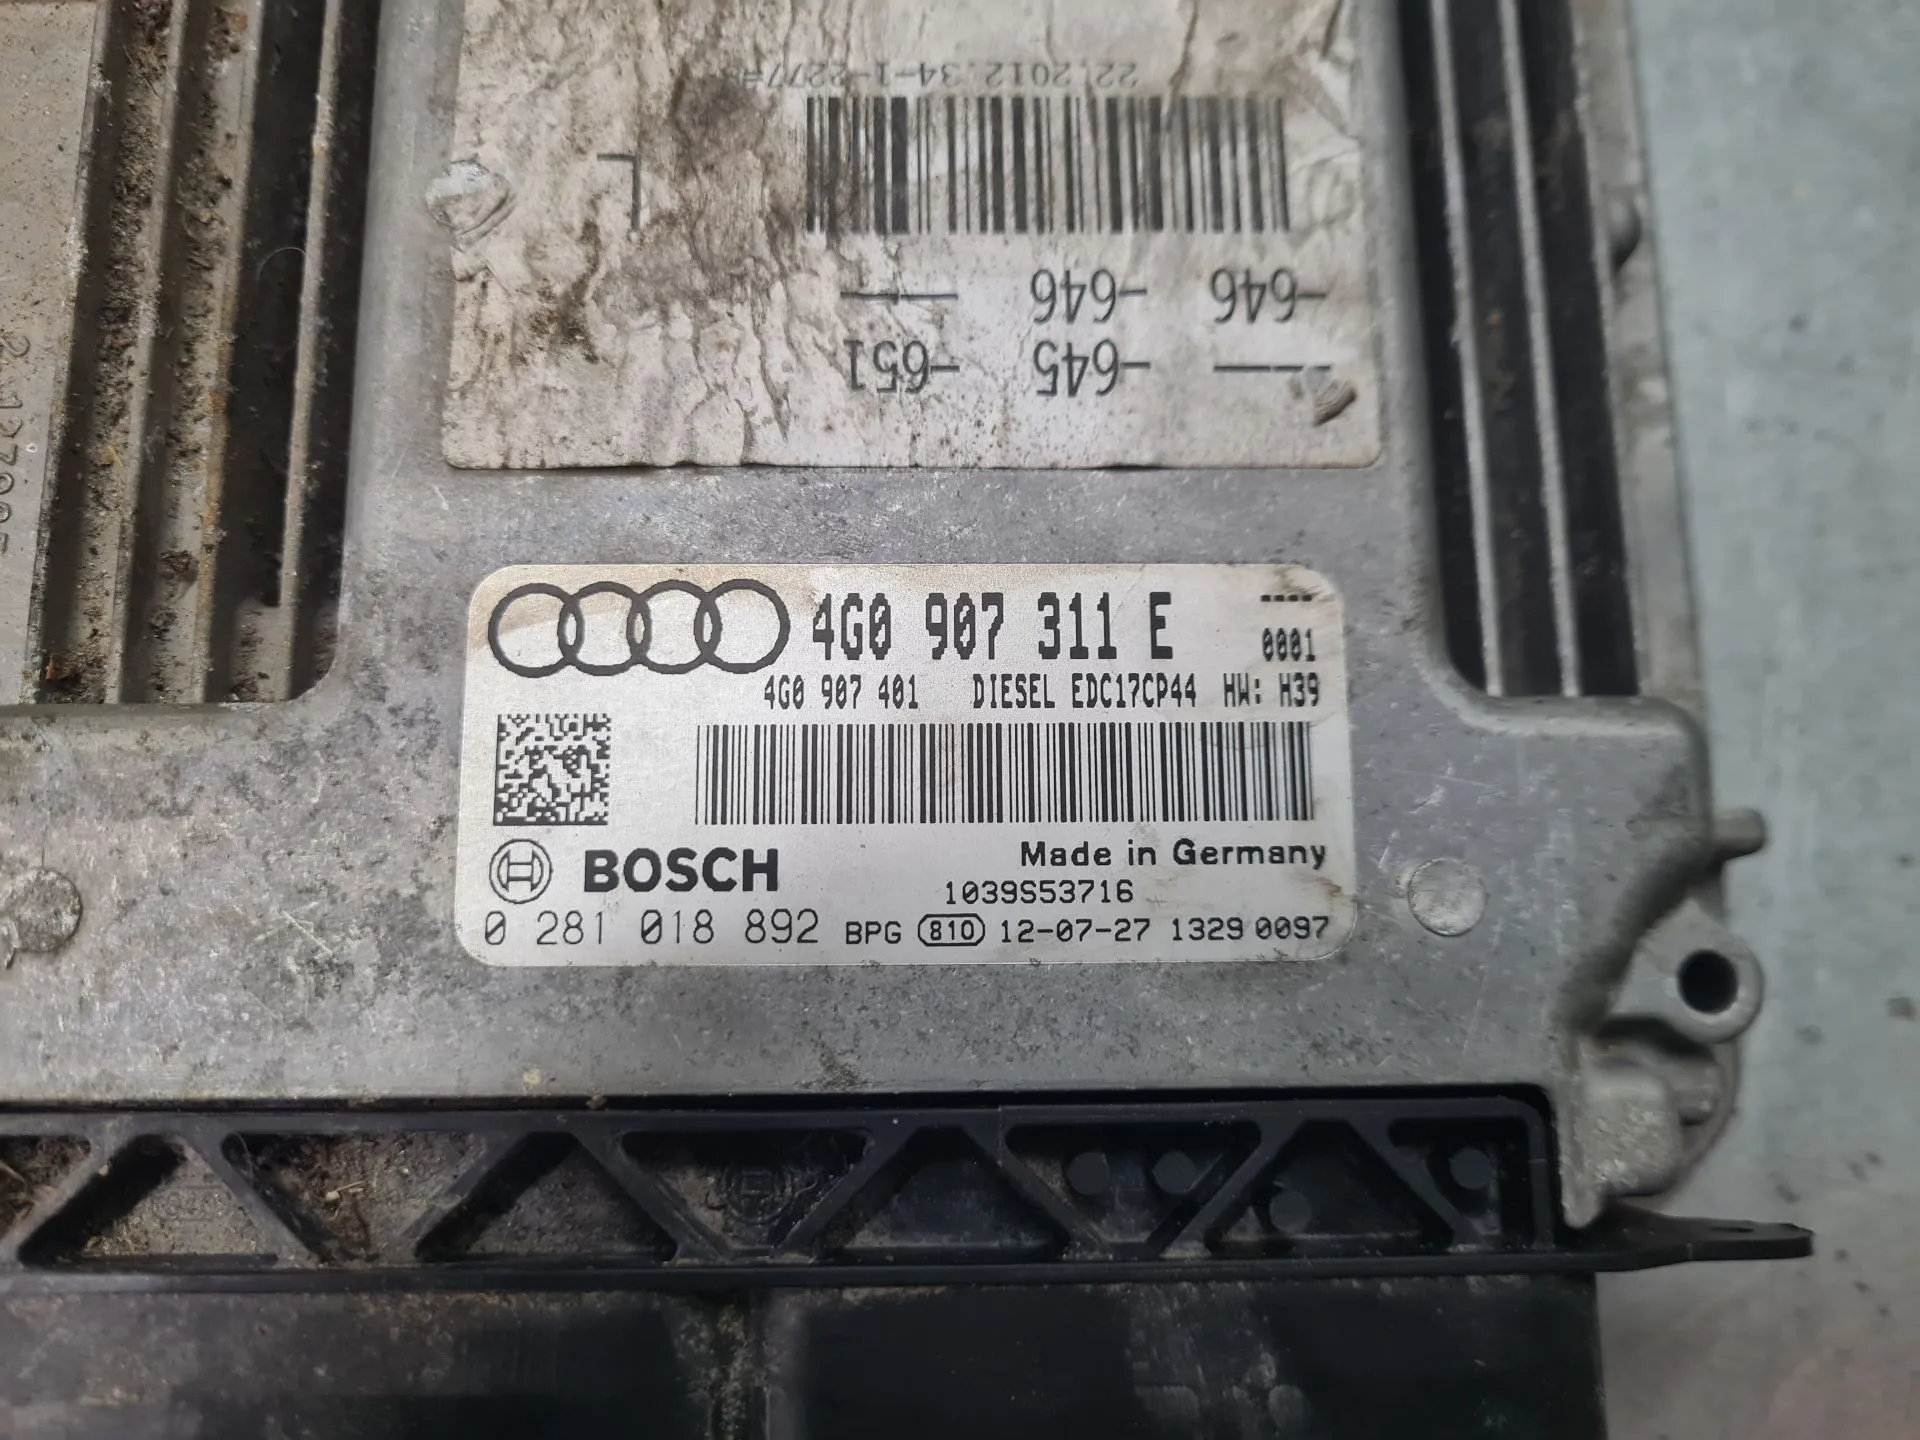 22.2012.34-1-2277#
L
-646 -646 ---
--- -645 -651
4G0 907 311 E ----
0001
4G0 907 401 DIESEL EDC17CP44 HW: H39
BOSCH
Made in Germany
1039S53716
0 281 018 892 BPG 810 12-07-27 1329 0097